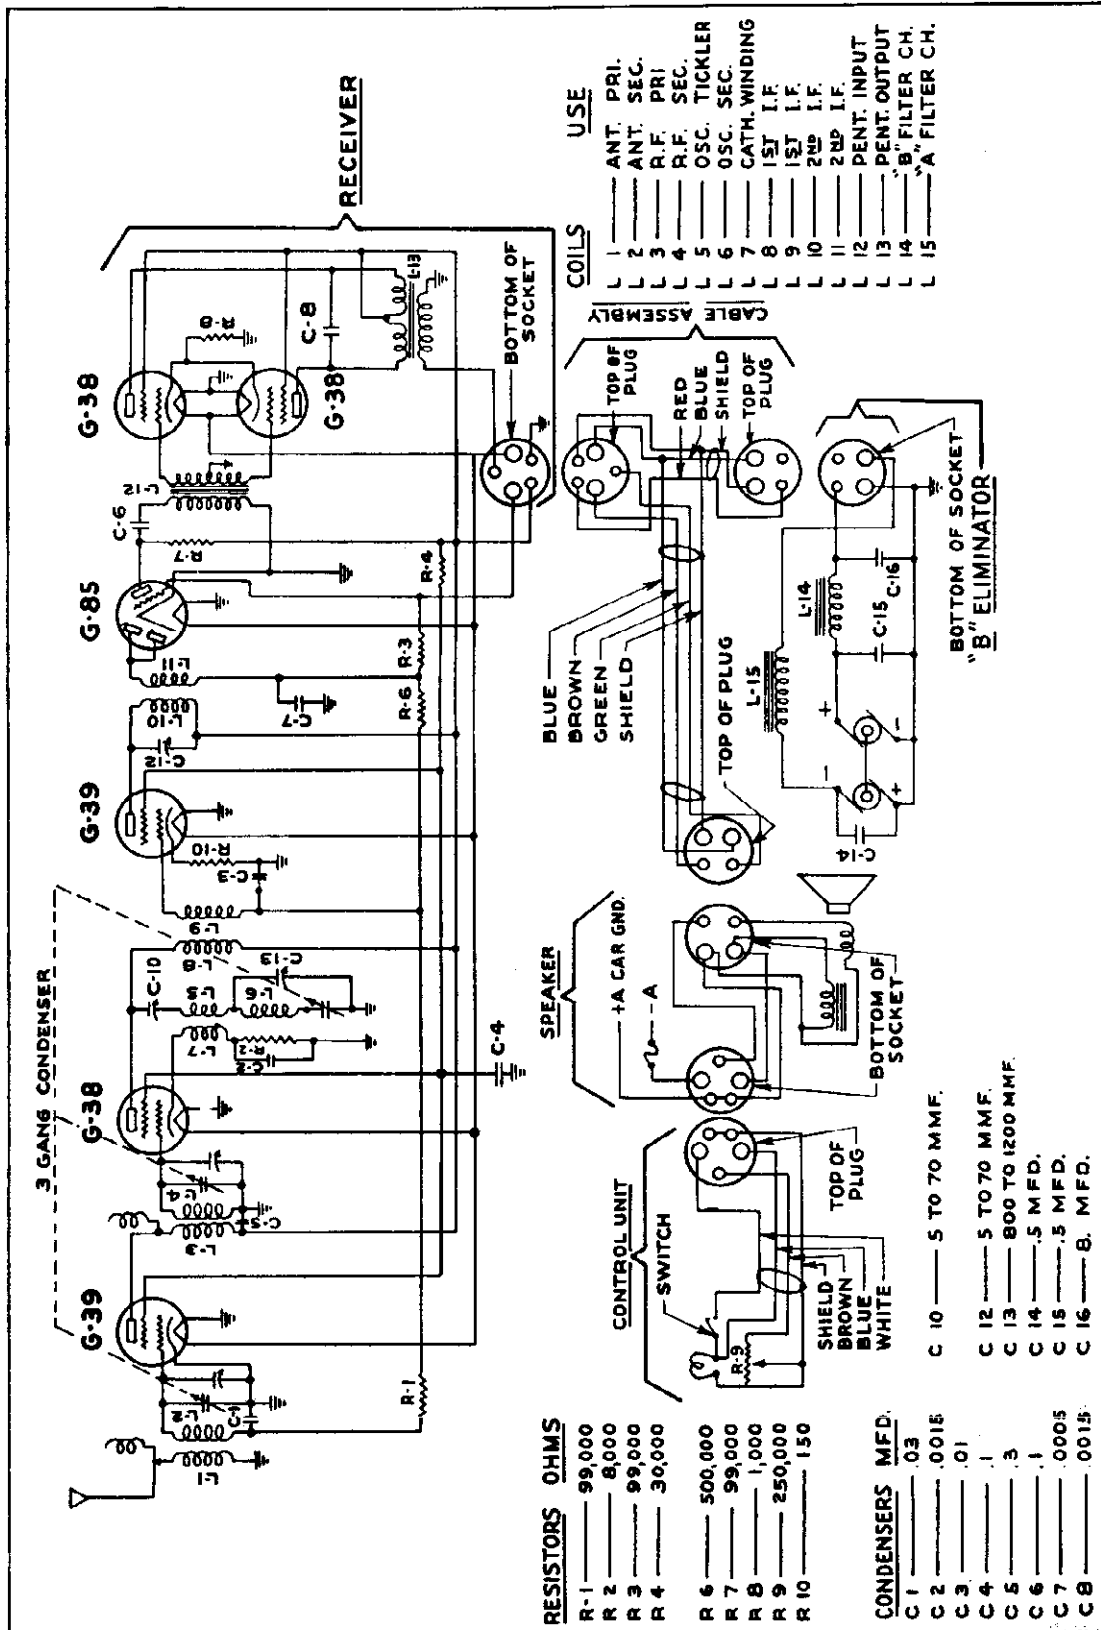 3 GANG CONDENSER
G-39
G-38
G-39
G-85
G-38
G-38
RECEIVER
L-1
L-2
C-1
R-1
L-3
L-4
C-5
L-7
R-2
C-2
C-10
L-5
L-6
C-13
L-8
L-9
C-4
R-10
C-3
C-12
L-10
L-11
C-7
R-6
R-3
R-4
R-7
C-6
L-12
R-8
C-8
L-13
BOTTOM OF
SOCKET
RESISTORS OHMS
R-1 99,000
R 2 8,000
R 3 99,000
R 4 30,000
R 6 500,000
R 7 99,000
R 8 1,000
R 9 250,000
R 10 150
CONDENSERS MFD.
C 1 .03
C 2 .0015
C 3 .01
C 4 .1
C 5 .3
C 6 .1
C 7 .0005
C 8 .0015
C 10 5 TO 70 MMF.
C 12 5 TO 70 MMF.
C 13 800 TO 1200 MMF.
C 14 .5 MFD.
C 15 .5 MFD.
C 16 8. MFD.
CONTROL UNIT
SWITCH
R-9
SHIELD
BROWN
BLUE
WHITE
TOP OF
PLUG
SPEAKER
+A CAR GND.
-A
BOTTOM OF
SOCKET
BLUE
BROWN
GREEN
SHIELD
TOP OF PLUG
CABLE ASSEMBLY
TOP OF
PLUG
RED
BLUE
SHIELD
TOP OF
PLUG
C-14
- +
+ -
L-15
L-14
C-15
C-16
BOTTOM OF SOCKET
"B" ELIMINATOR
COILS USE
L 1 ANT. PRI.
L 2 ANT. SEC.
L 3 R.F. PRI
L 4 R.F. SEC.
L 5 OSC. TICKLER
L 6 OSC. SEC.
L 7 CATH. WINDING
L 8 1ST I.F.
L 9 1ST I.F.
L 10 2ND I.F.
L 11 2ND I.F.
L 12 PENT. INPUT
L 13 PENT. OUTPUT
L 14 "B" FILTER CH.
L 15 "A" FILTER CH.